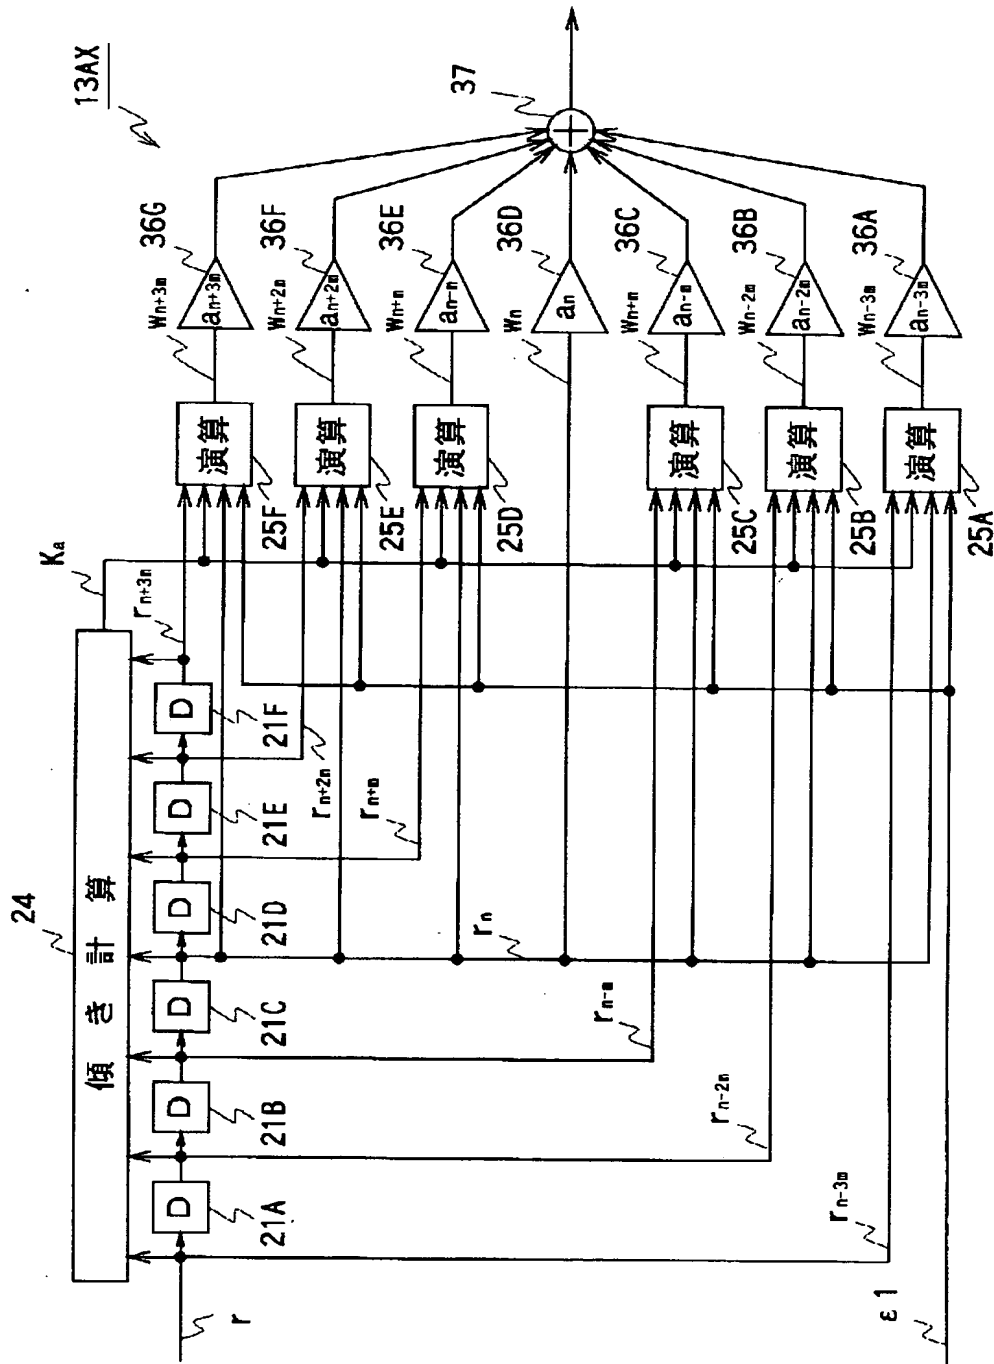 13AX
24
傾き計算
Ka
r
21A
D
21B
D
21C
D
21D
D
21E
D
21F
D
rn+3m
rn+2m
rn+m
rn
rn-m
rn-2m
rn-3m
ε1
演算
25F
演算
25E
演算
25D
演算
25C
演算
25B
演算
25A
Wn+3m
an+3m
36G
Wn+2m
an+2m
36F
Wn+m
an-m
36E
Wn
an
36D
Wn+m
an-m
36C
Wn-2m
an-2m
36B
Wn-3m
an-3m
36A
+
37